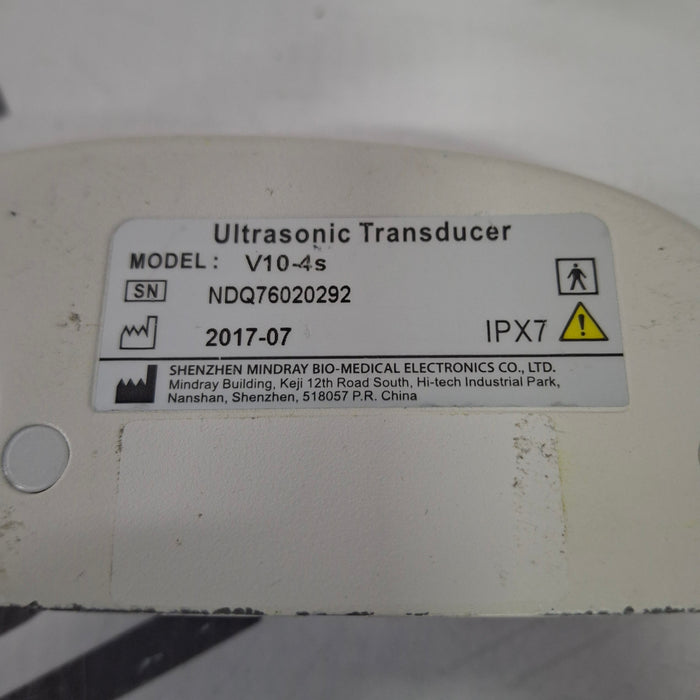 Ultrasonic Transducer
MODEL: V10-4s
SN NDQ76020292
2017-07 IPX7
SHENZHEN MINDRAY BIO-MEDICAL ELECTRONICS CO., LTD.
Mindray Building, Keji 12th Road South, Hi-tech Industrial Park,
Nanshan, Shenzhen, 518057 P.R. China